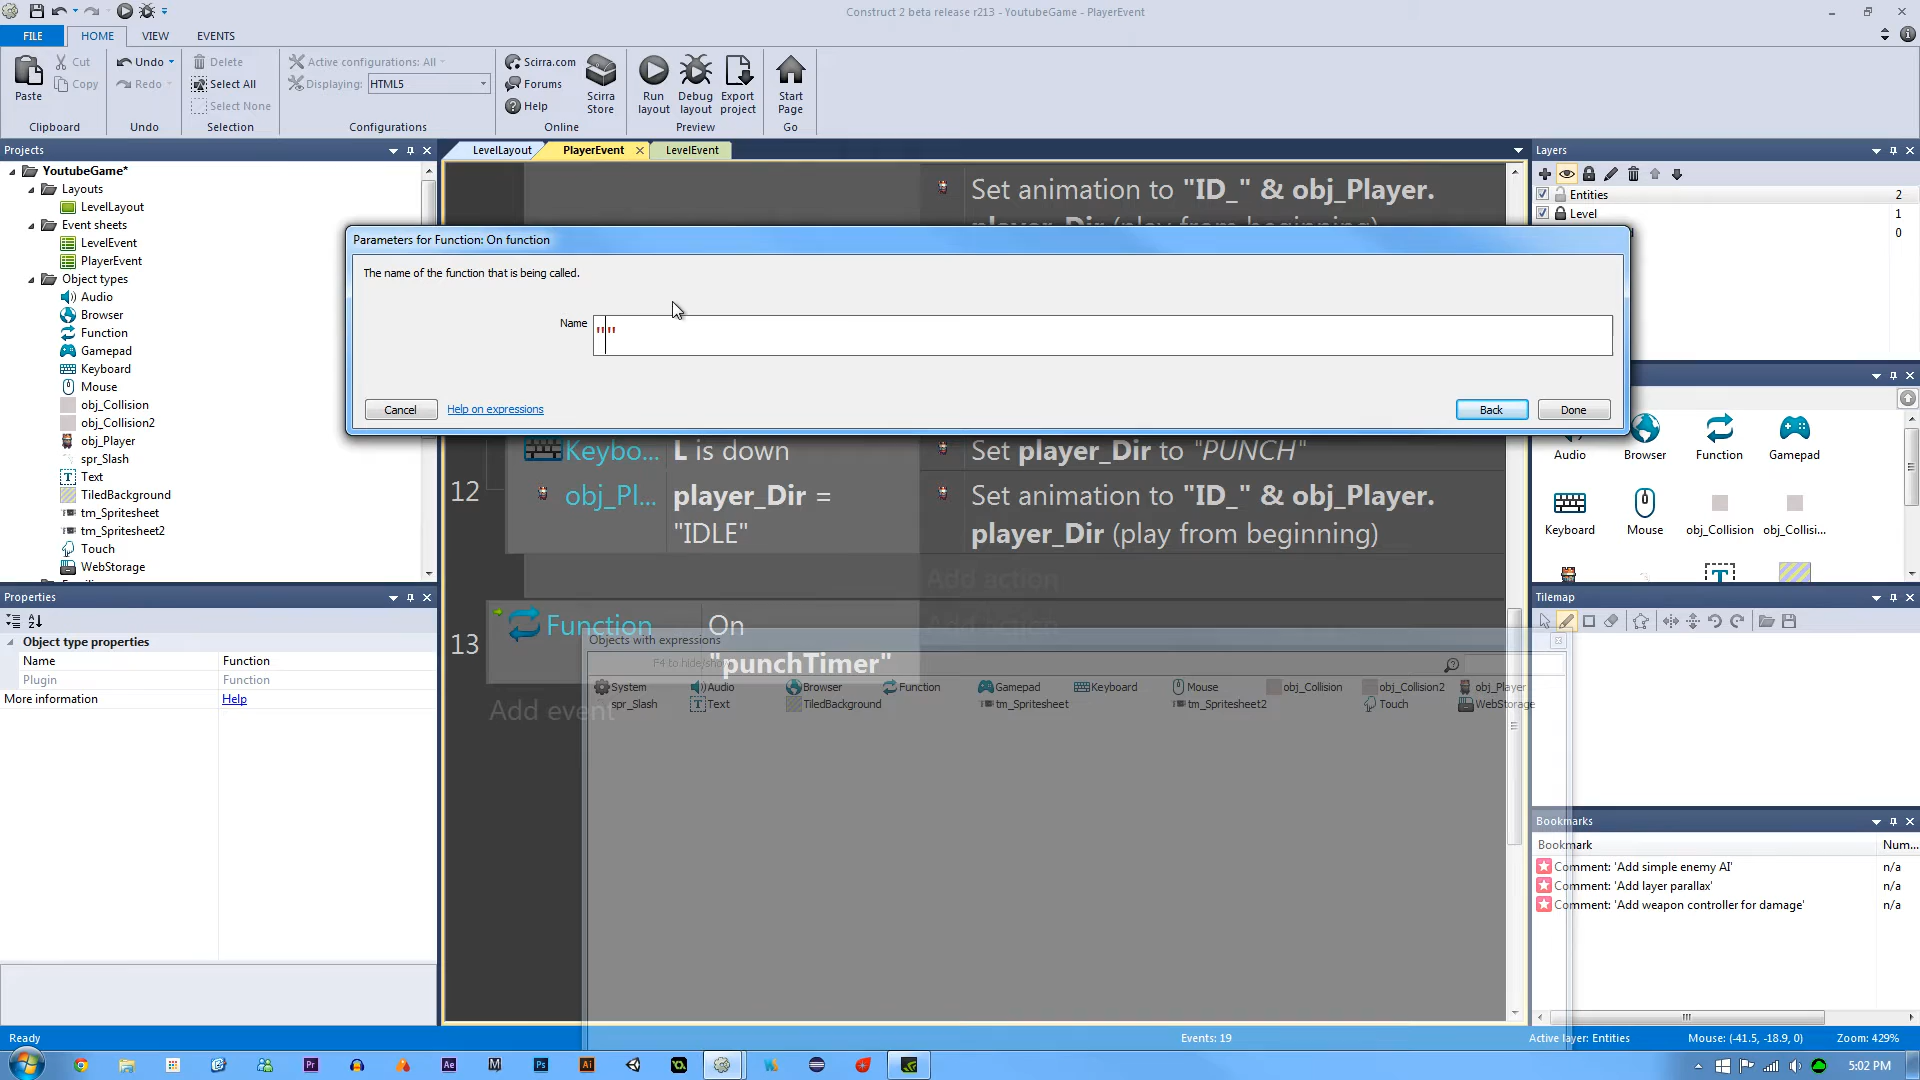 Construct 2 beta release r213 - YoutubeGame - PlayerEvent
FILE HOME VIEW EVENTS
Paste
Cut
Copy
Clipboard
Undo
Redo
Undo
Delete
Select All
Select None
Selection
Active configurations: All
Displaying: HTML5
Configurations
Scirra.com
Forums
Help
Scirra Store
Online
Run layout
Debug layout
Export project
Preview
Start Page
Go
Projects
YoutubeGame*
Layouts
LevelLayout
Event sheets
LevelEvent
PlayerEvent
Object types
Audio
Browser
Function
Gamepad
Keyboard
Mouse
obj_Collision
obj_Collision2
obj_Player
spr_Slash
Text
TiledBackground
tm_Spritesheet
tm_Spritesheet2
Touch
WebStorage
Properties
Object type properties
Name Function
Plugin Function
More information Help
LevelLayout PlayerEvent LevelEvent
Set animation to "ID_" & obj_Player.
player_Dir (play from beginning)
Parameters for Function: On function
The name of the function that is being called.
Name
""
Cancel Help on expressions Back Done
Keybo... L is down Set player_Dir to "PUNCH"
12 obj_Pl... player_Dir = Set animation to "ID_" & obj_Player.
"IDLE" player_Dir (play from beginning)
Add action
13 Function On Add action
"punchTimer"
Add event
Objects with expressions
F4 to hide/show
System Audio Browser Function Gamepad Keyboard Mouse obj_Collision obj_Collision2 obj_Player
spr_Slash Text TiledBackground tm_Spritesheet tm_Spritesheet2 Touch WebStorage
Layers
Entities 2
Level 1
0
Audio Browser Function Gamepad
Keyboard Mouse obj_Collision obj_Collisi...
Tilemap
Bookmarks
Bookmark Num...
Comment: 'Add simple enemy AI' n/a
Comment: 'Add layer parallax' n/a
Comment: 'Add weapon controller for damage' n/a
Ready Events: 19 Active layer: Entities Mouse: (-41.5, -18.9, 0) Zoom: 429%
5:02 PM